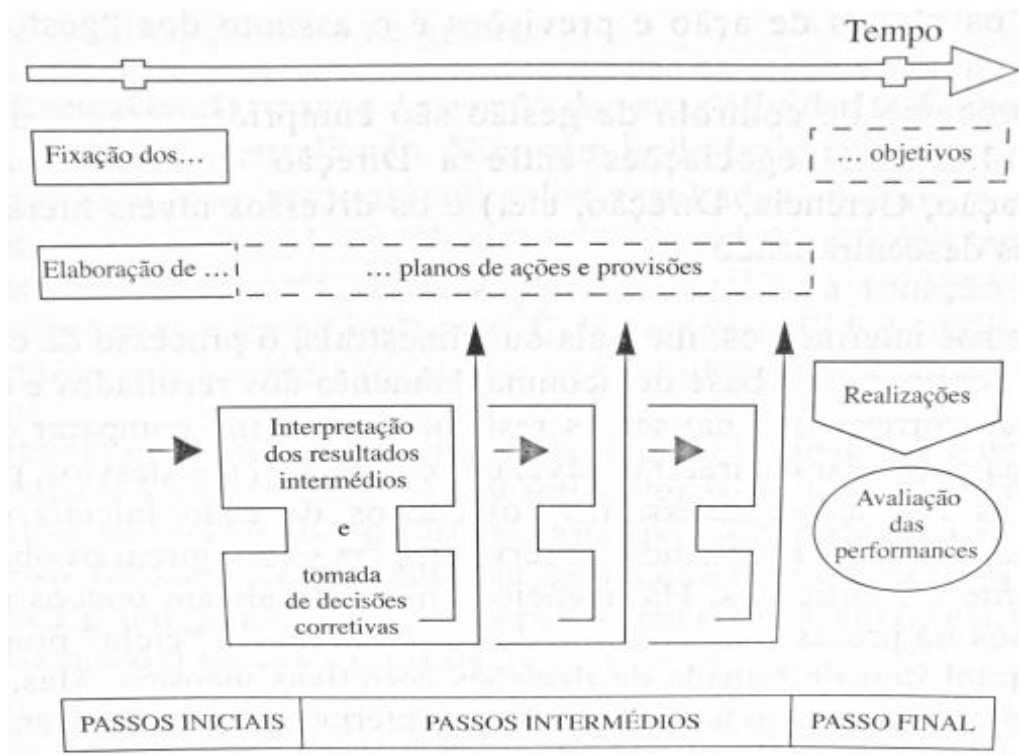 Tempo
Fixação dos...
... objetivos
Elaboração de ...
... planos de ações e provisões
Interpretação
dos resultados
intermédios
e
tomada
de decisões
corretivas
Realizações
Avaliação
das
performances
PASSOS INICIAIS
PASSOS INTERMÉDIOS
PASSO FINAL